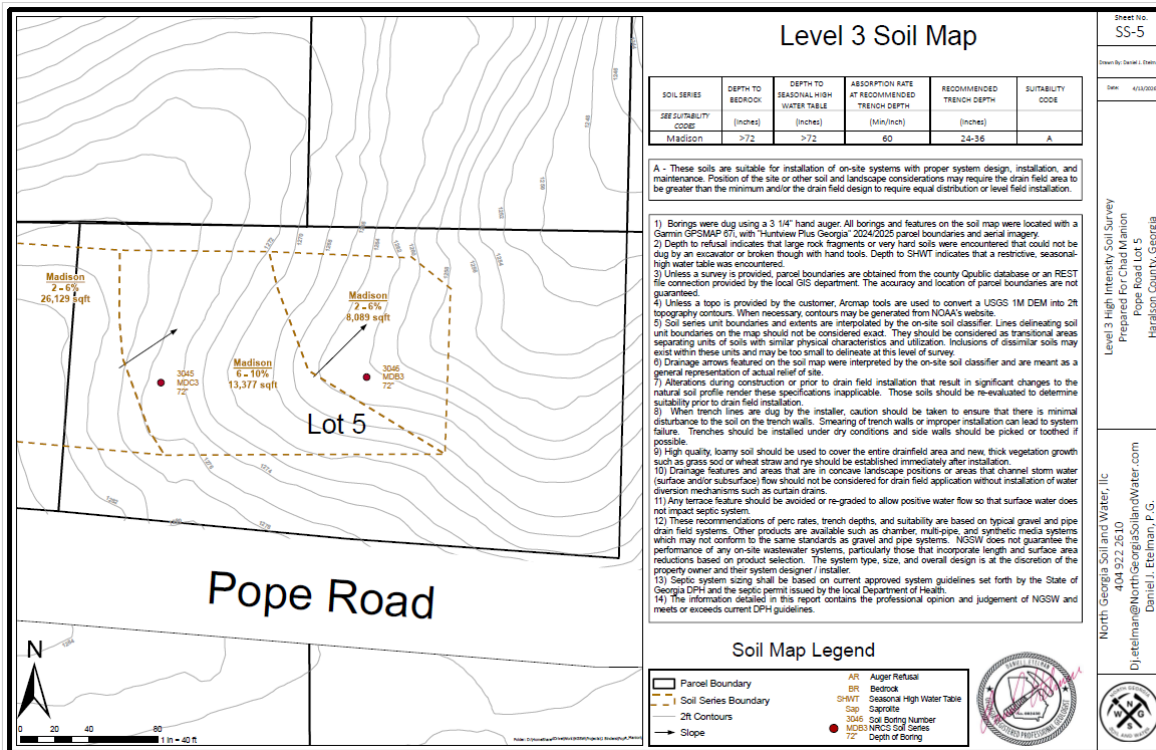 Level 3 Soil Map
SOIL SERIES
DEPTH TO BEDROCK
DEPTH TO SEASONAL HIGH WATER TABLE
ABSORPTION RATE AT RECOMMENDED TRENCH DEPTH
RECOMMENDED TRENCH DEPTH
SUITABILITY CODE
SEE SUITABILITY CODES
(inches)
(inches)
(Min/Inch)
(inches)
Madison >72 >72 60 24-36 A
A - These soils are suitable for installation of on-site systems with proper system design, installation, and
maintenance. Position of the site or other soil and landscape considerations may require the drain field area to
be greater than the minimum and/or the drain field design to require equal distribution or level field installation.
1) Borings were dug using a 3 1/4" hand auger. All borings and features on the soil map were located with a
Garmin GPSMAP 67i, with "Huntview Plus Georgia" 2024/2025 parcel boundaries and aerial imagery.
2) Depth to refusal indicates that large rock fragments or very hard soils were encountered that could not be
dug by an excavator or broken though with hand tools. Depth to SHWT indicates that a restrictive, seasonal-
high water table was encountered.
3) Unless a survey is provided, parcel boundaries are obtained from the county Qpublic database or an REST
file connection provided by the local GIS department. The accuracy and location of parcel boundaries are not
guaranteed.
4) Unless a topo is provided by the customer, Arcmap tools are used to convert a USGS 1M DEM into 2ft
topography contours. When necessary, contours may be generated from NOAA's website.
5) Soil series unit boundaries and extents are interpolated by the on-site soil classifier. Lines delineating soil
unit boundaries on the map should not be considered exact. They should be considered as transitional areas
separating units of soils with similar physical characteristics and utilization. Inclusions of dissimilar soils may
exist within these units and may be too small to delineate at this level of survey.
6) Drainage arrows featured on the soil map were interpreted by the on-site soil classifier and are meant as a
general representation of actual relief of site.
7) Alterations during construction or prior to drain field installation that result in significant changes to the
natural soil profile render these specifications inapplicable. Those soils should be re-evaluated to determine
suitability prior to drain field installation.
8) When trench lines are dug by the installer, caution should be taken to ensure that there is minimal
disturbance to the soil on the trench walls. Smearing of trench walls or improper installation can lead to system
failure. Trenches should be installed under dry conditions and side walls should be picked or toothed if
possible.
9) High quality, loamy soil should be used to cover the entire drainfield area and new, thick vegetation growth
such as grass sod or wheat straw and rye should be established immediately after installation.
10) Drainage features and areas that are in concave landscape positions or areas that channel storm water
(surface and/or subsurface) flow should not be considered for drain field application without installation of water
diversion mechanisms such as curtain drains.
11) Any terrace feature should be avoided or re-graded to allow positive water flow so that surface water does
not impact septic system.
12) These recommendations of perc rates, trench depths, and suitability are based on typical gravel and pipe
drain field systems. Other products are available such as chamber, multi-pipe, and synthetic media systems
which may not conform to the same standards as gravel and pipe systems. NGSW does not guarantee the
performance of any on-site wastewater systems, particularly those that incorporate length and surface area
reductions based on product selection. The system type, size, and overall design is at the discretion of the
property owner and their system designer / installer.
13) Septic system sizing shall be based on current approved system guidelines set forth by the State of
Georgia DPH and the septic permit issued by the local Department of Health.
14) The information detailed in this report contains the professional opinion and judgement of NGSW and
meets or exceeds current DPH guidelines.
Soil Map Legend
Parcel Boundary
Soil Series Boundary
2ft Contours
Slope
AR Auger Refusal
BR Bedrock
SHWT Seasonal High Water Table
Sap Saprolite
3046 Soil Boring Number
MDB3 NRCS Soil Series
72" Depth of Boring
Madison
2 - 6%
26,129 sqft
Madison
2 - 6%
8,089 sqft
Madison
6 - 10%
13,377 sqft
3045
MDC3
72"
3046
MDB3
72"
Lot 5
Pope Road
N
0 20 40 80
1 in = 40 ft
Sheet No.
SS-5
Drawn By: Daniel J.
Date:
Level 3 High Intensity Soil Survey
Prepared For Chad Manion
Pope Road Lot 5
Haralson County, Georgia
North Georgia Soil and Water, llc
404 922 2610
Dj.etelman@NorthGeorgiaSoilandWater.com
Daniel J. Etelman, P.G.